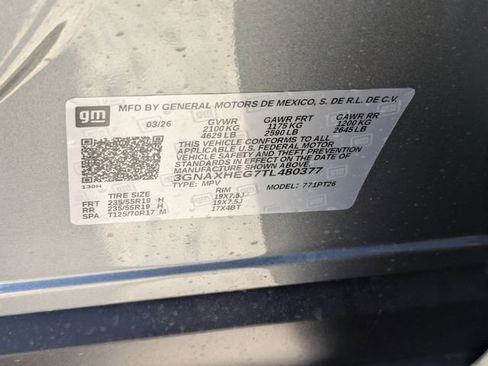 gm
MFD BY GENERAL MOTORS DE MEXICO, S. DE R.L. DE C.V.
03/26 GVWR GAWR FRT GAWR RR
2100 KG 1175 KG 1200 KG
4629 LB 2590 LB 2645 LB
THIS VEHICLE CONFORMS TO ALL
APPLICABLE U.S. FEDERAL MOTOR
VEHICLE SAFETY, BUMPER, AND
THEFT PREVENTION STANDARDS
IN EFFECT ON THE DATE OF
MANUFACTURE SHOWN ABOVE.
3GNAXHEG7TL480377
130H TYPE: MPV MODEL: 771PT26
TIRE SIZE RIM
FRT 235/55R19 H 19X7.5J
RR 235/55R19 H 19X7.5J
SPA T125/70R17 M 17X4BT